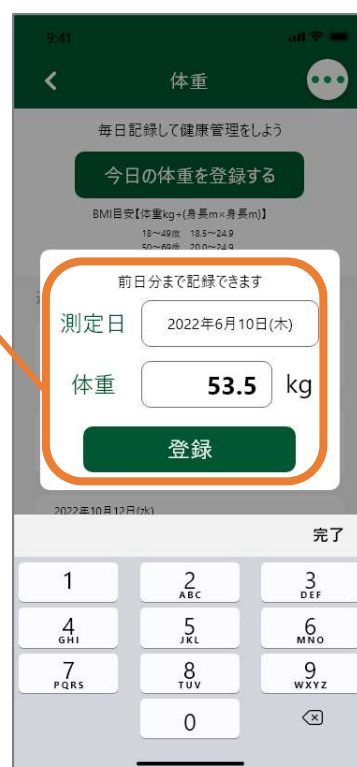 9:41
体重
毎日記録して健康管理をしよう
今日の体重を登録する
BMI目安【体重kg÷(身長m×身長m)】
18~49歳 18.5~24.9
50~69歳 20.0~24.9
前日分まで記録できます
測定日 2022年6月10日(木)
体重 53.5 kg
登録
2022年10月12日(水)
完了
1 2 3
ABC DEF
4 5 6
GHI JKL MNO
7 8 9
PQRS TUV WXYZ
0